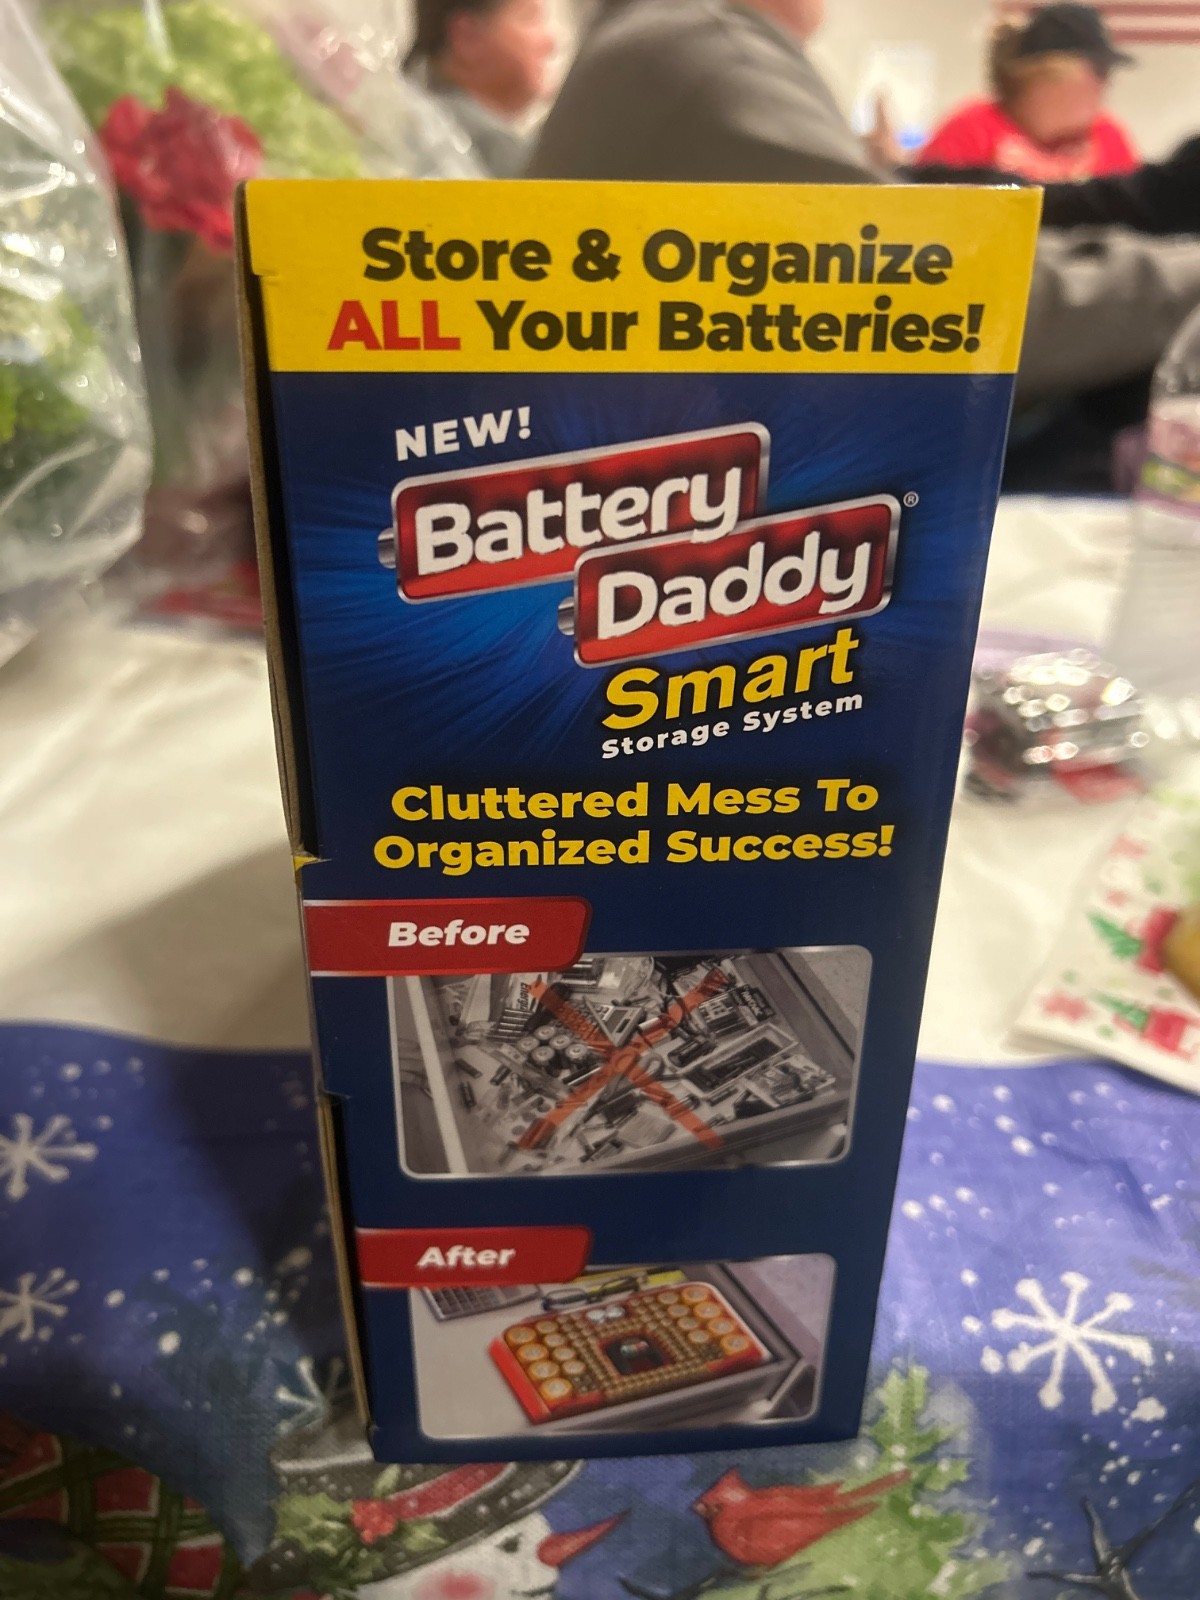 Store & Organize
ALL Your Batteries!
NEW!
Battery
Daddy®
Smart
Storage System
Cluttered Mess To
Organized Success!
Before
After